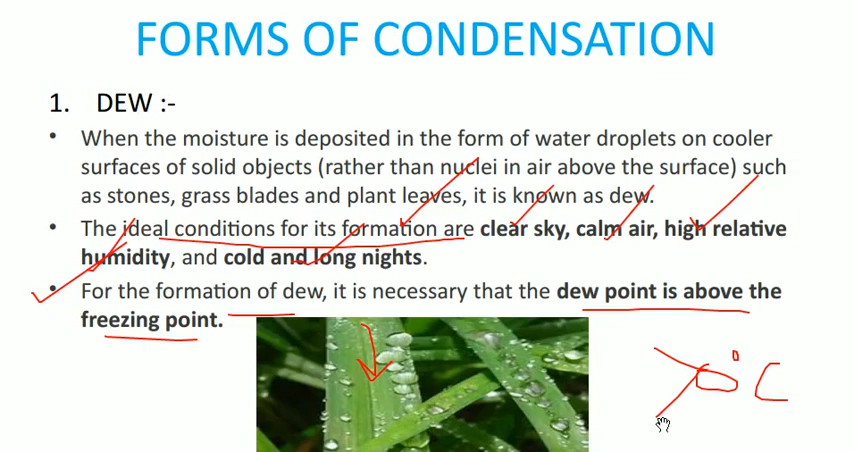 FORMS OF CONDENSATION
1. DEW :-
• When the moisture is deposited in the form of water droplets on cooler
surfaces of solid objects (rather than nuclei in air above the surface) such
as stones, grass blades and plant leaves, it is known as dew.
• The ideal conditions for its formation are clear sky, calm air, high relative
humidity, and cold and long nights.
• For the formation of dew, it is necessary that the dew point is above the
freezing point.
0°C